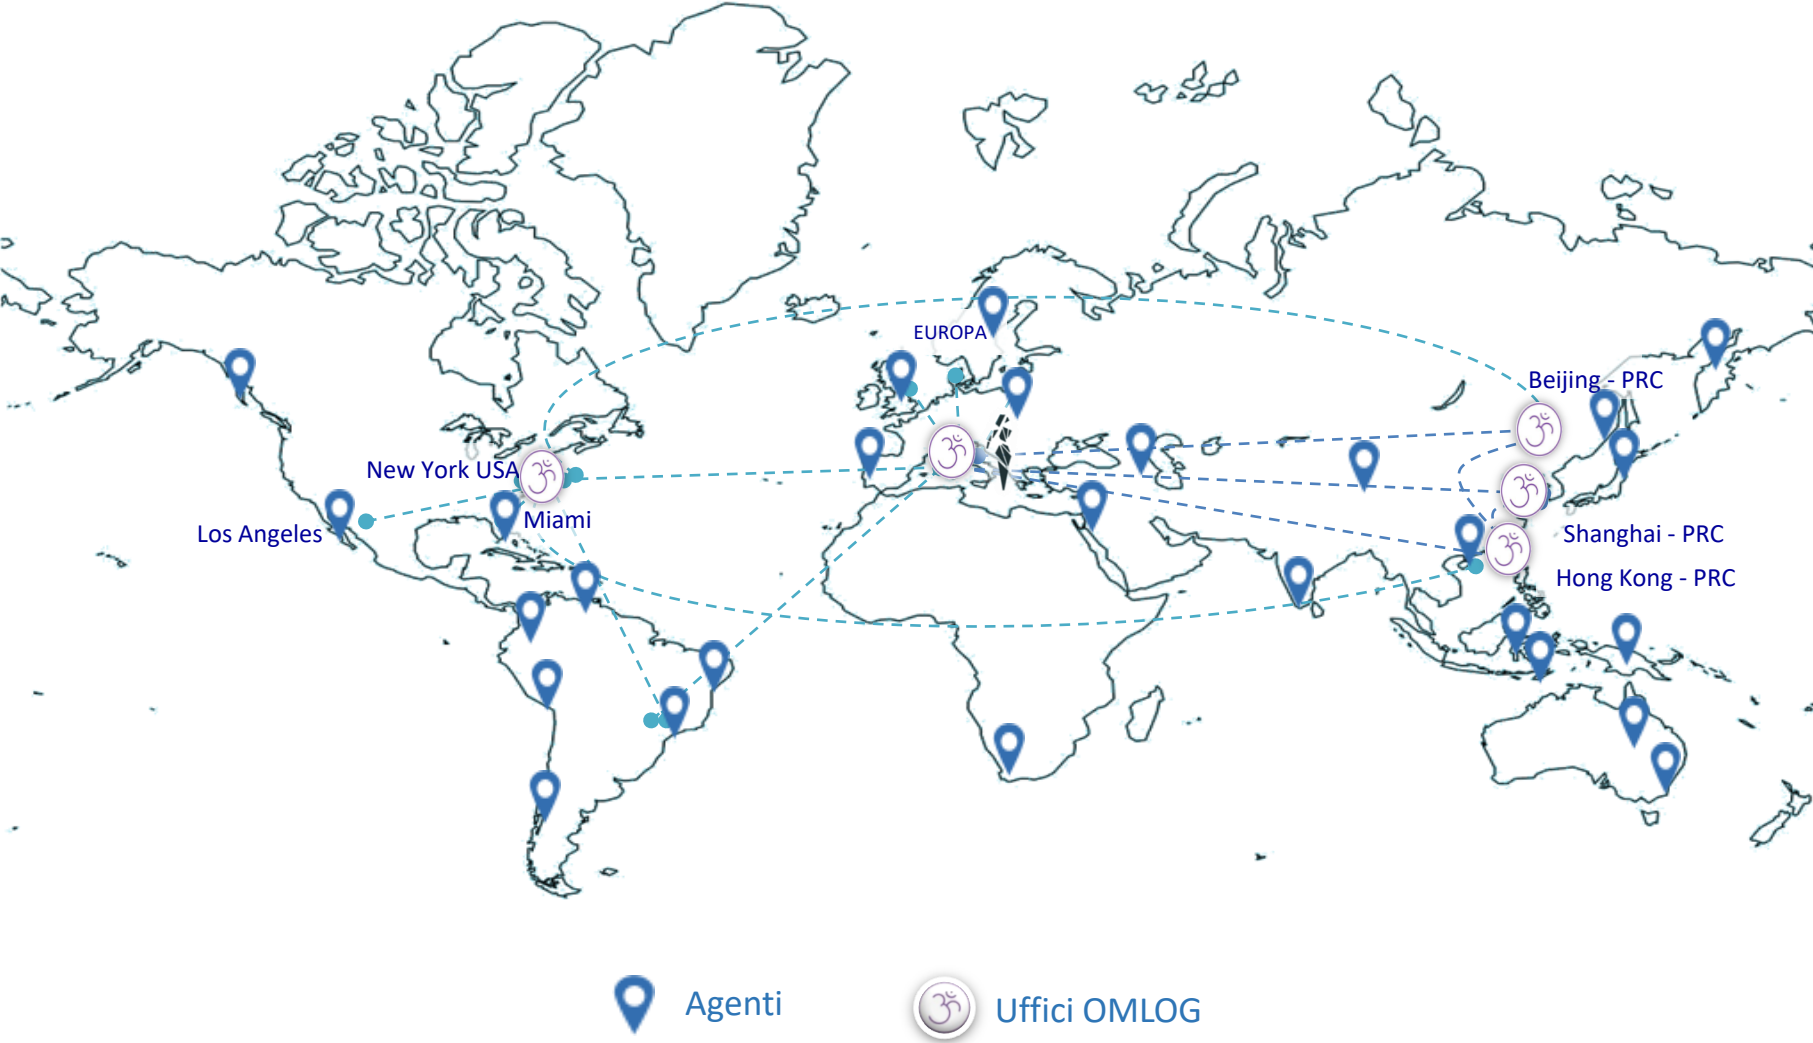 EUROPA
Beijing - PRC
New York USA
Miami
Los Angeles
Shanghai - PRC
Hong Kong - PRC
Agenti
Uffici OMLOG